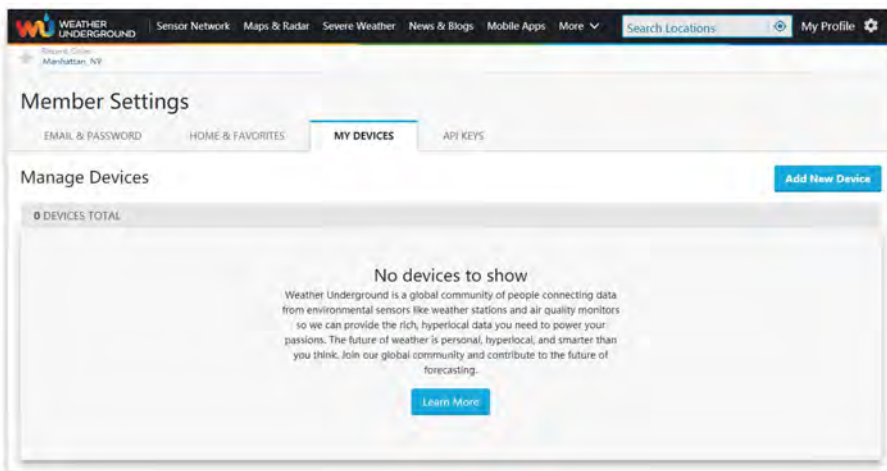 WEATHER UNDERGROUND Sensor Network Maps & Radar Severe Weather News & Blogs Mobile Apps More Search Locations My Profile
Manhattan, NY
Member Settings
EMAIL & PASSWORD HOME & FAVORITES MY DEVICES API KEYS
Manage Devices Add New Device
0 DEVICES TOTAL
No devices to show
Weather Underground is a global community of people connecting data
from environmental sensors like weather stations and air quality monitors
so we can provide the rich, hyperlocal data you need to power your
passions. The future of weather is personal, hyperlocal, and smarter than
you think. Join our global community and contribute to the future of
forecasting.
Learn More